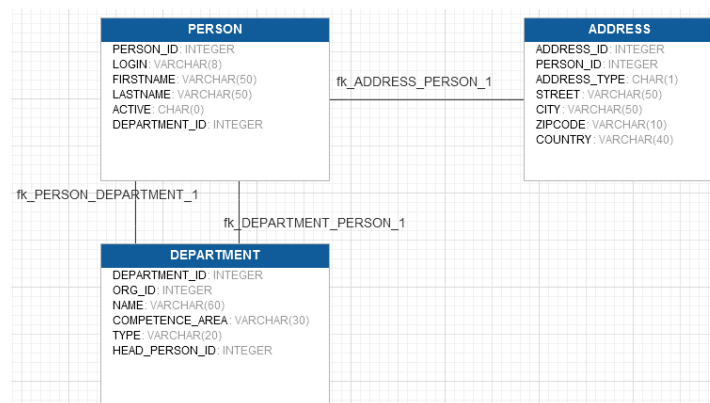 PERSON
PERSON_ID: INTEGER
LOGIN: VARCHAR(8)
FIRSTNAME: VARCHAR(50)
LASTNAME: VARCHAR(50)
ACTIVE: CHAR(0)
DEPARTMENT_ID: INTEGER
fk_ADDRESS_PERSON_1
ADDRESS
ADDRESS_ID: INTEGER
PERSON_ID: INTEGER
ADDRESS_TYPE: CHAR(1)
STREET: VARCHAR(50)
CITY: VARCHAR(50)
ZIPCODE: VARCHAR(10)
COUNTRY: VARCHAR(40)
fk_PERSON_DEPARTMENT_1
fk_DEPARTMENT_PERSON_1
DEPARTMENT
DEPARTMENT_ID: INTEGER
ORG_ID: INTEGER
NAME: VARCHAR(60)
COMPETENCE_AREA: VARCHAR(30)
TYPE: VARCHAR(20)
HEAD_PERSON_ID: INTEGER